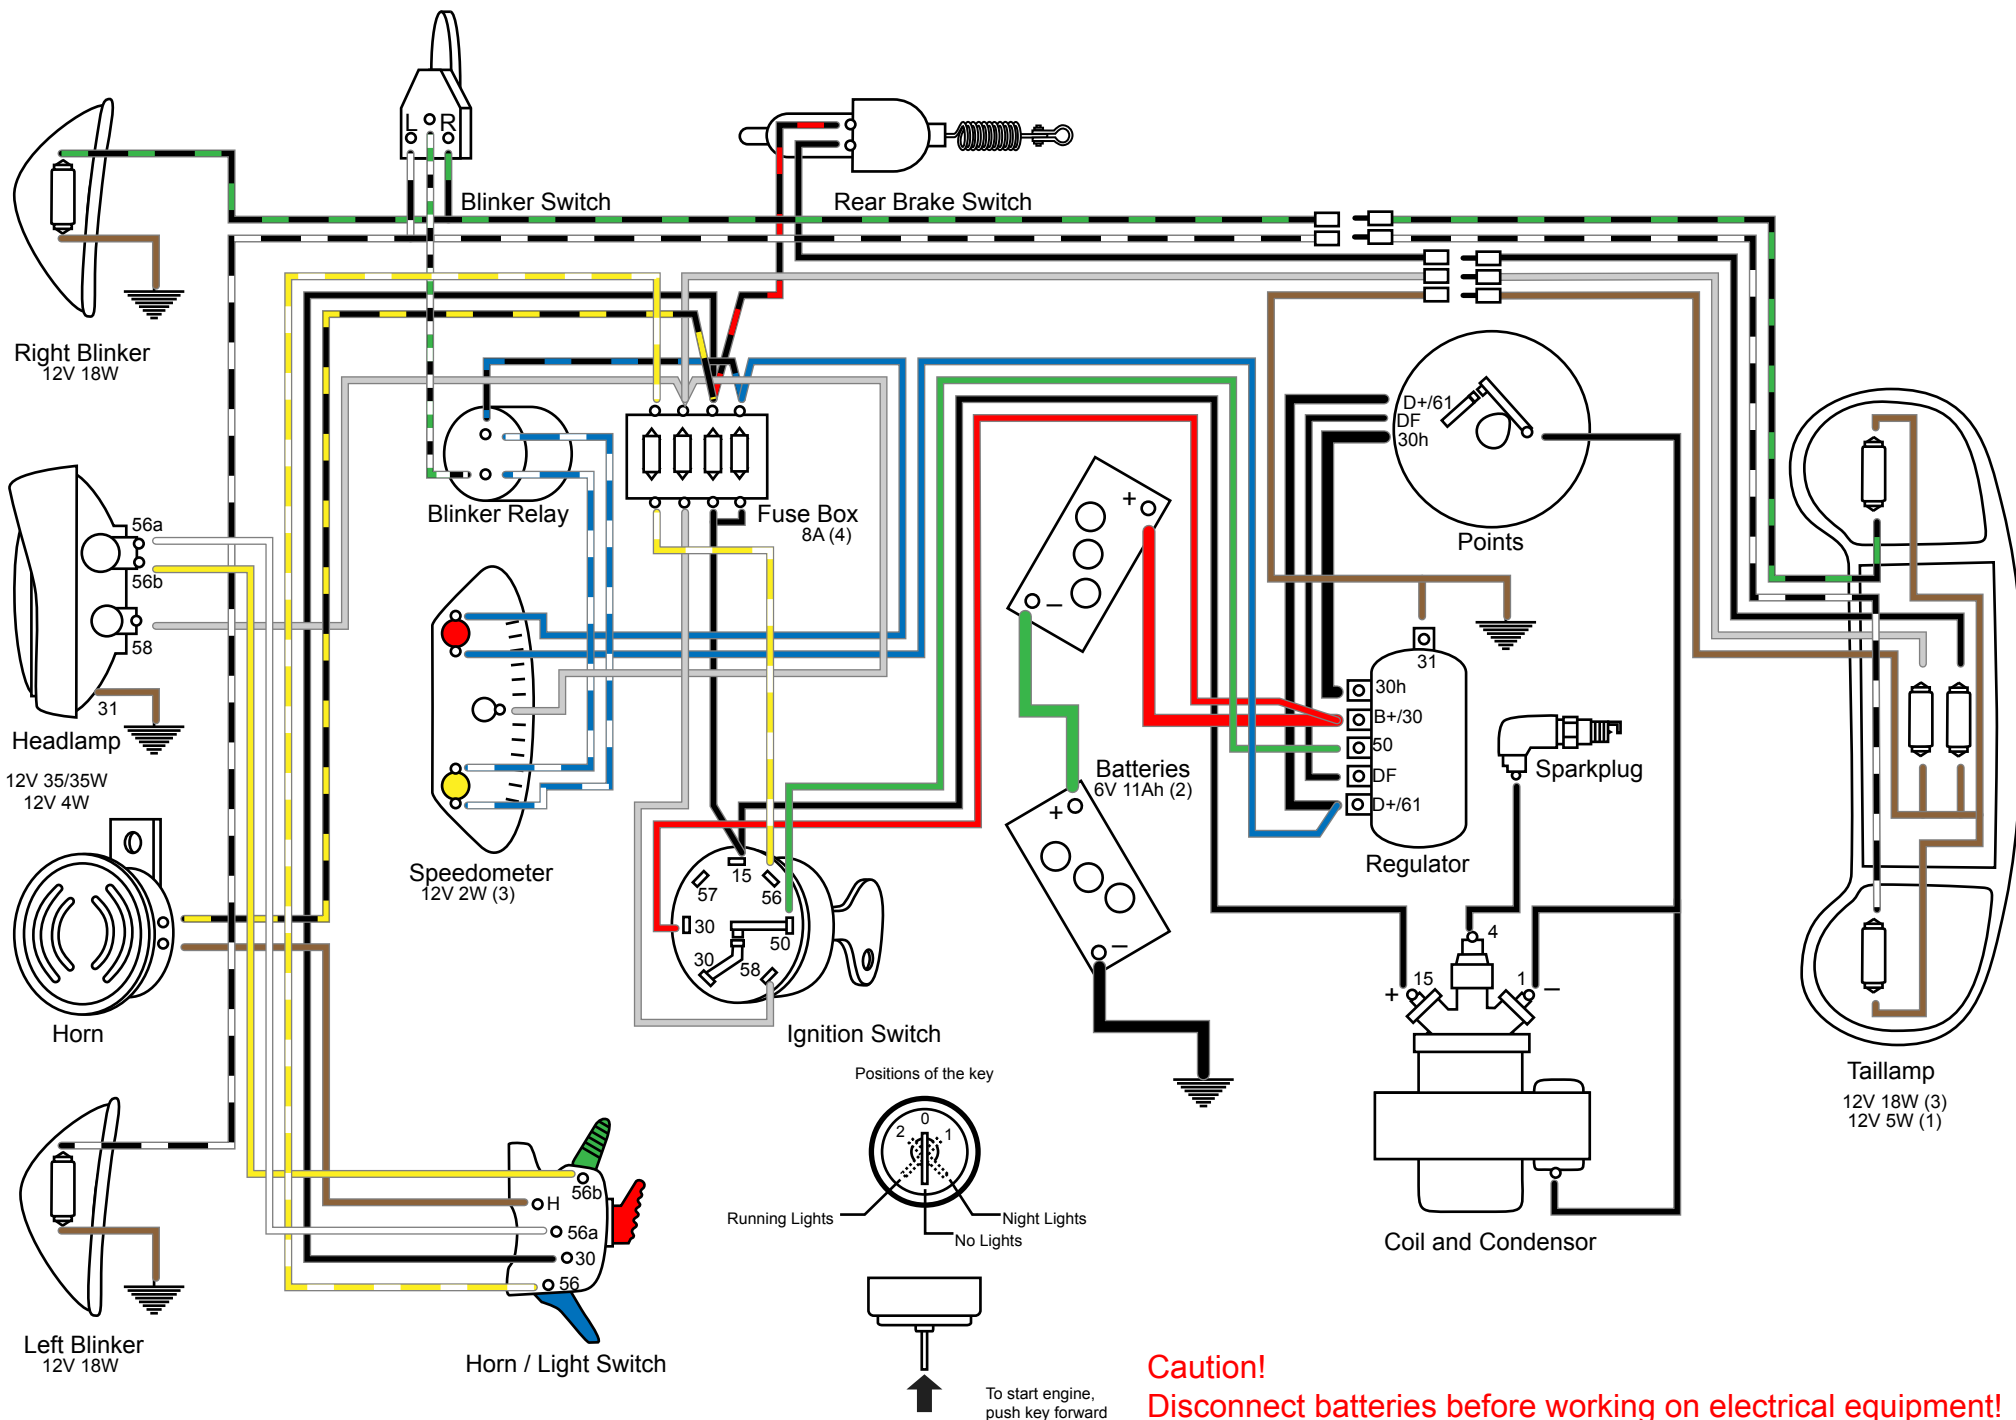 L R
Blinker Switch
Rear Brake Switch
Right Blinker
12V 18W
D+/61
DF
30h
Points
56a
56b
58
31
Headlamp
12V 35/35W
12V 4W
Blinker Relay
Fuse Box
8A (4)
+
−
Batteries
6V 11Ah (2)
+
−
31
30h
B+/30
50
DF
D+/61
Regulator
Sparkplug
Speedometer
12V 2W (3)
15
57
56
30
50
30
58
Ignition Switch
Horn
4
+ 15
1 −
Coil and Condensor
Taillamp
12V 18W (3)
12V 5W (1)
Positions of the key
0
2
1
Running Lights
Night Lights
No Lights
56b
H
56a
30
56
Horn / Light Switch
Left Blinker
12V 18W
To start engine,
push key forward
Caution!
Disconnect batteries before working on electrical equipment!